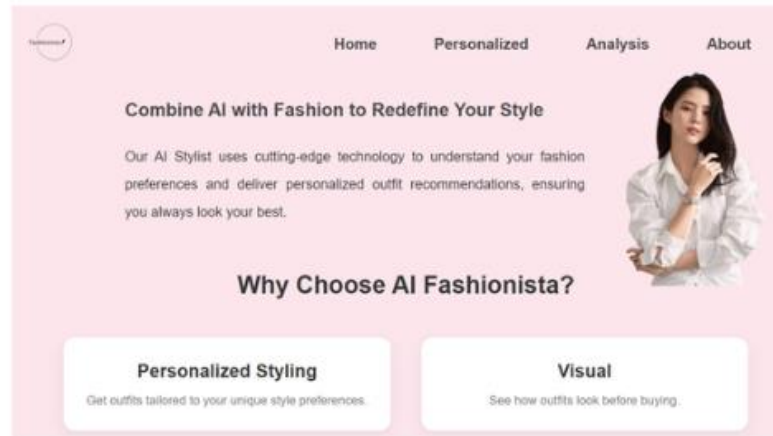 Home Personalized Analysis About
Combine AI with Fashion to Redefine Your Style
Our AI Stylist uses cutting-edge technology to understand your fashion
preferences and deliver personalized outfit recommendations, ensuring
you always look your best.
Why Choose AI Fashionista?
Personalized Styling
Get outfits tailored to your unique style preferences.
Visual
See how outfits look before buying.